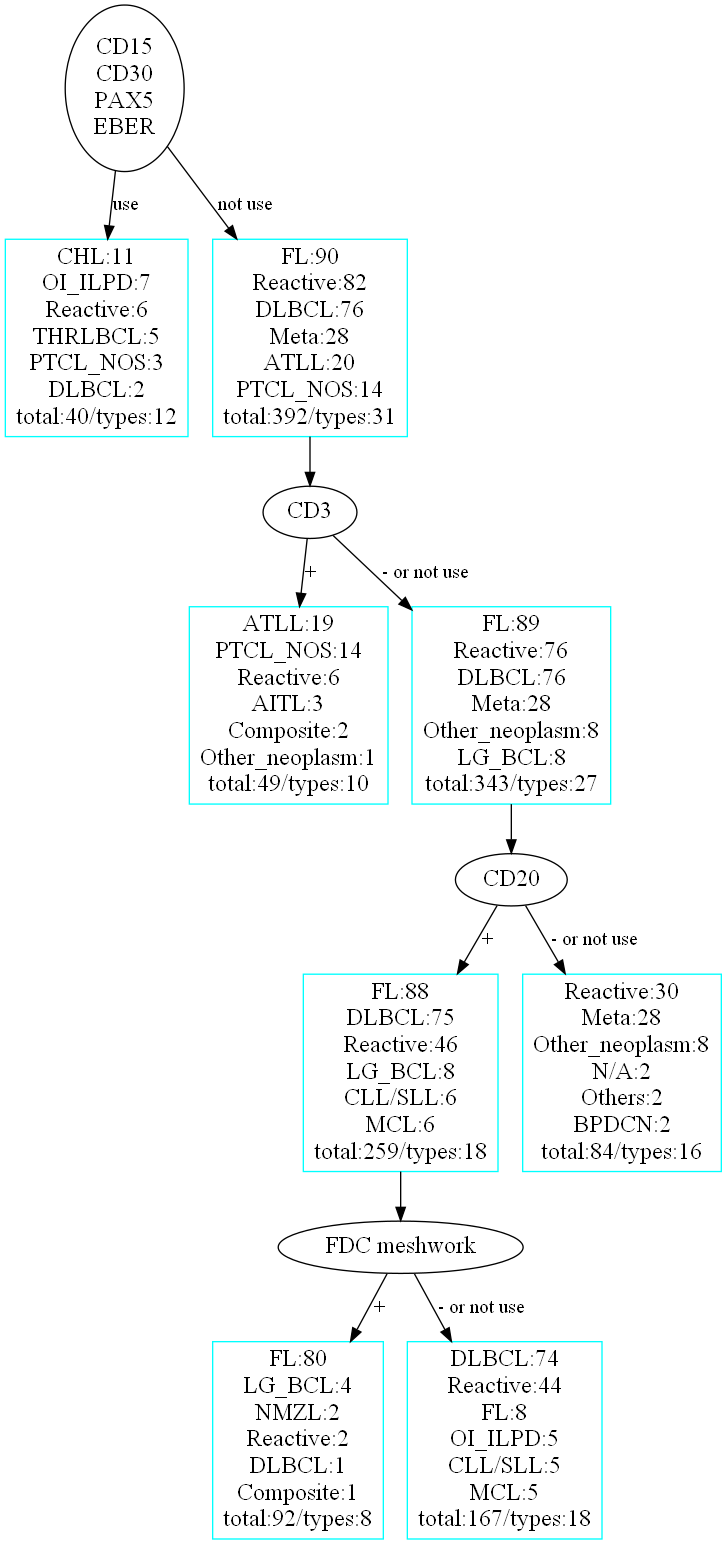 CD15
CD30
PAX5
EBER
use
not use
CHL:11
OI_ILPD:7
Reactive:6
THRLBCL:5
PTCL_NOS:3
DLBCL:2
total:40/types:12
FL:90
Reactive:82
DLBCL:76
Meta:28
ATLL:20
PTCL_NOS:14
total:392/types:31
CD3
+
- or not use
ATLL:19
PTCL_NOS:14
Reactive:6
AITL:3
Composite:2
Other_neoplasm:1
total:49/types:10
FL:89
Reactive:76
DLBCL:76
Meta:28
Other_neoplasm:8
LG_BCL:8
total:343/types:27
CD20
+
- or not use
FL:88
DLBCL:75
Reactive:46
LG_BCL:8
CLL/SLL:6
MCL:6
total:259/types:18
Reactive:30
Meta:28
Other_neoplasm:8
N/A:2
Others:2
BPDCN:2
total:84/types:16
FDC meshwork
+
- or not use
FL:80
LG_BCL:4
NMZL:2
Reactive:2
DLBCL:1
Composite:1
total:92/types:8
DLBCL:74
Reactive:44
FL:8
OI_ILPD:5
CLL/SLL:5
MCL:5
total:167/types:18